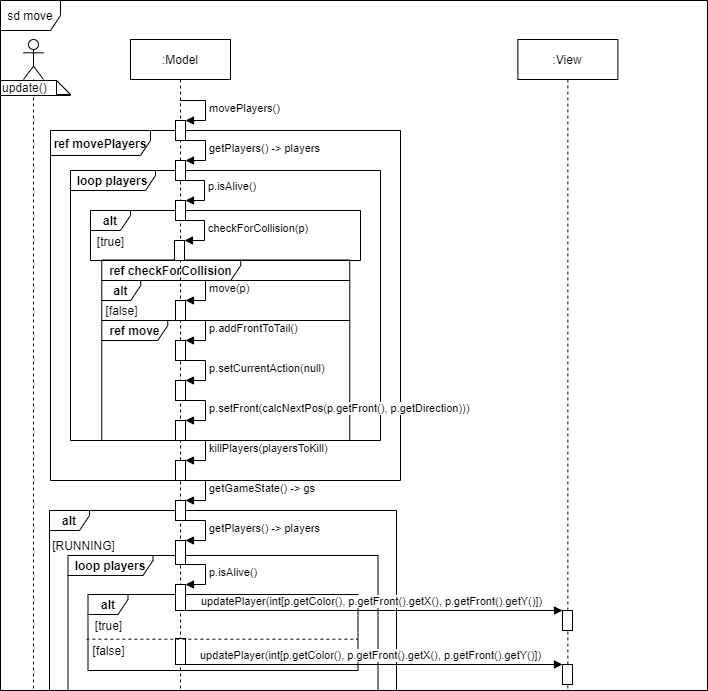 sd move
:Model
:View
update()
movePlayers()
ref movePlayers
getPlayers() -> players
loop players
p.isAlive()
alt
[true]
checkForCollision(p)
ref checkForCollision
alt
move(p)
[false]
ref move
p.addFrontToTail()
p.setCurrentAction(null)
p.setFront(calcNextPos(p.getFront(), p.getDirection)))
killPlayers(playersToKill)
getGameState() -> gs
alt
getPlayers() -> players
[RUNNING]
loop players
p.isAlive()
alt
updatePlayer(int[p.getColor(), p.getFront().getX(), p.getFront().getY()])
[true]
[false]
updatePlayer(int[p.getColor(), p.getFront().getX(), p.getFront().getY()])